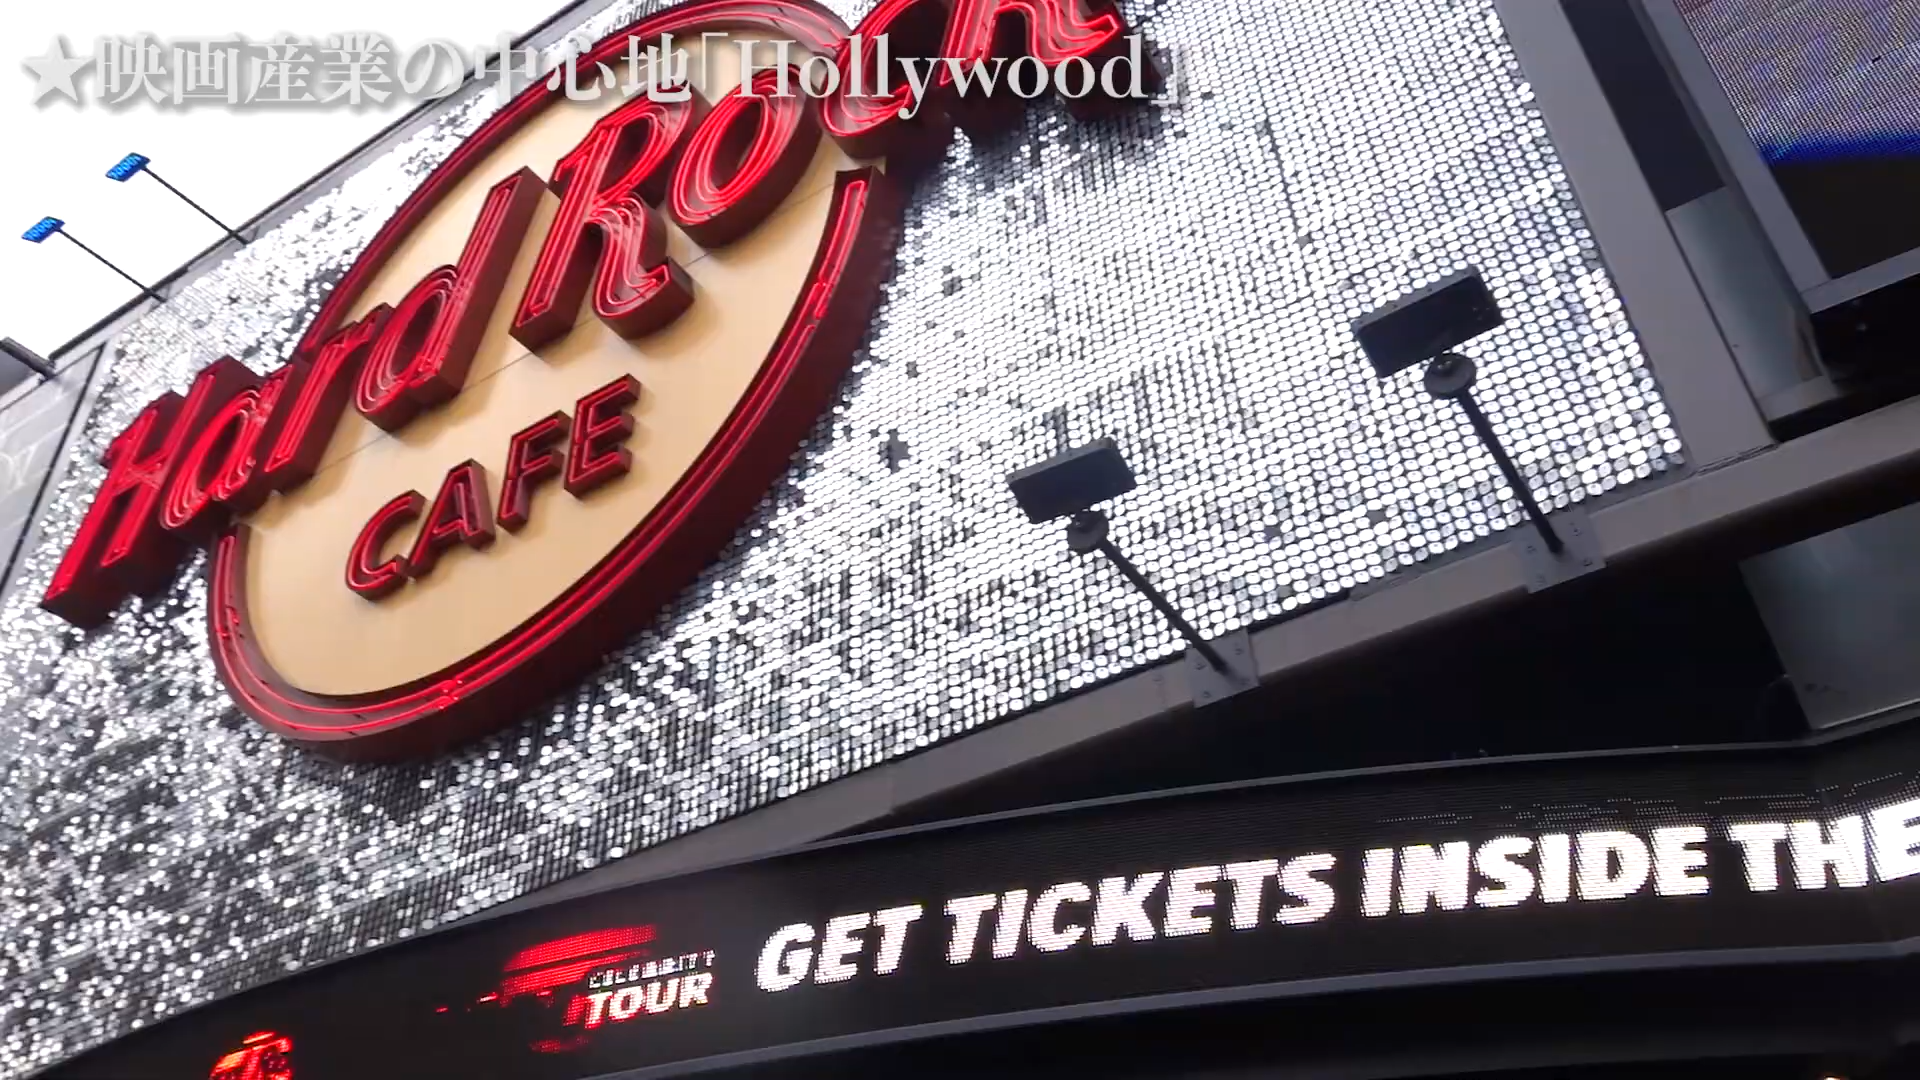 ★映画産業の中心地「Hollywood」
Hard Rock
CAFE
CELEBRITY
TOUR
GET TICKETS INSIDE THE